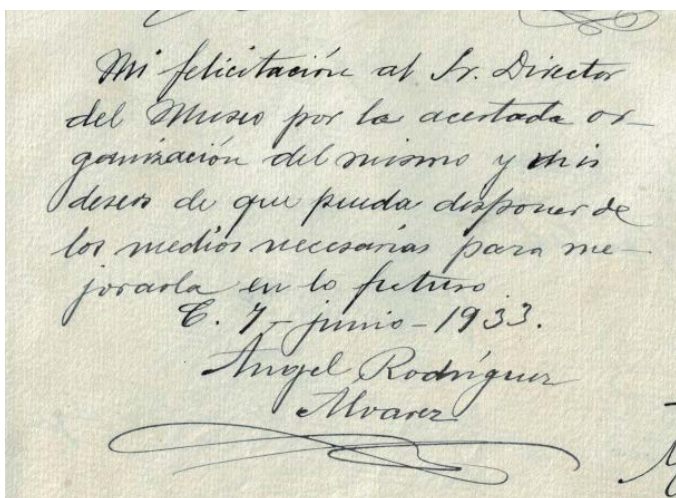 Mi felicitación al Sr. Director
del Museo por la acertada or-
ganización del mismo y mis
deseos de que pueda disponer de
los medios necesarios para me-
jorarla en lo futuro.
C. 7-junio-1933.
Angel Rodríguez
Alvarez